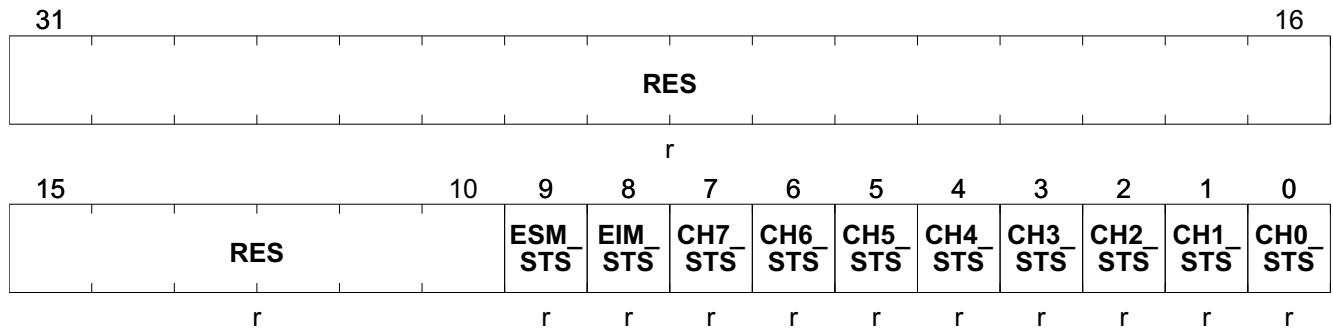 31 16
RES
r
15 10 9 8 7 6 5 4 3 2 1 0
RES ESM_ EIM_ CH7_ CH6_ CH5_ CH4_ CH3_ CH2_ CH1_ CH0_
STS STS STS STS STS STS STS STS STS STS
r r r r r r r r r r r